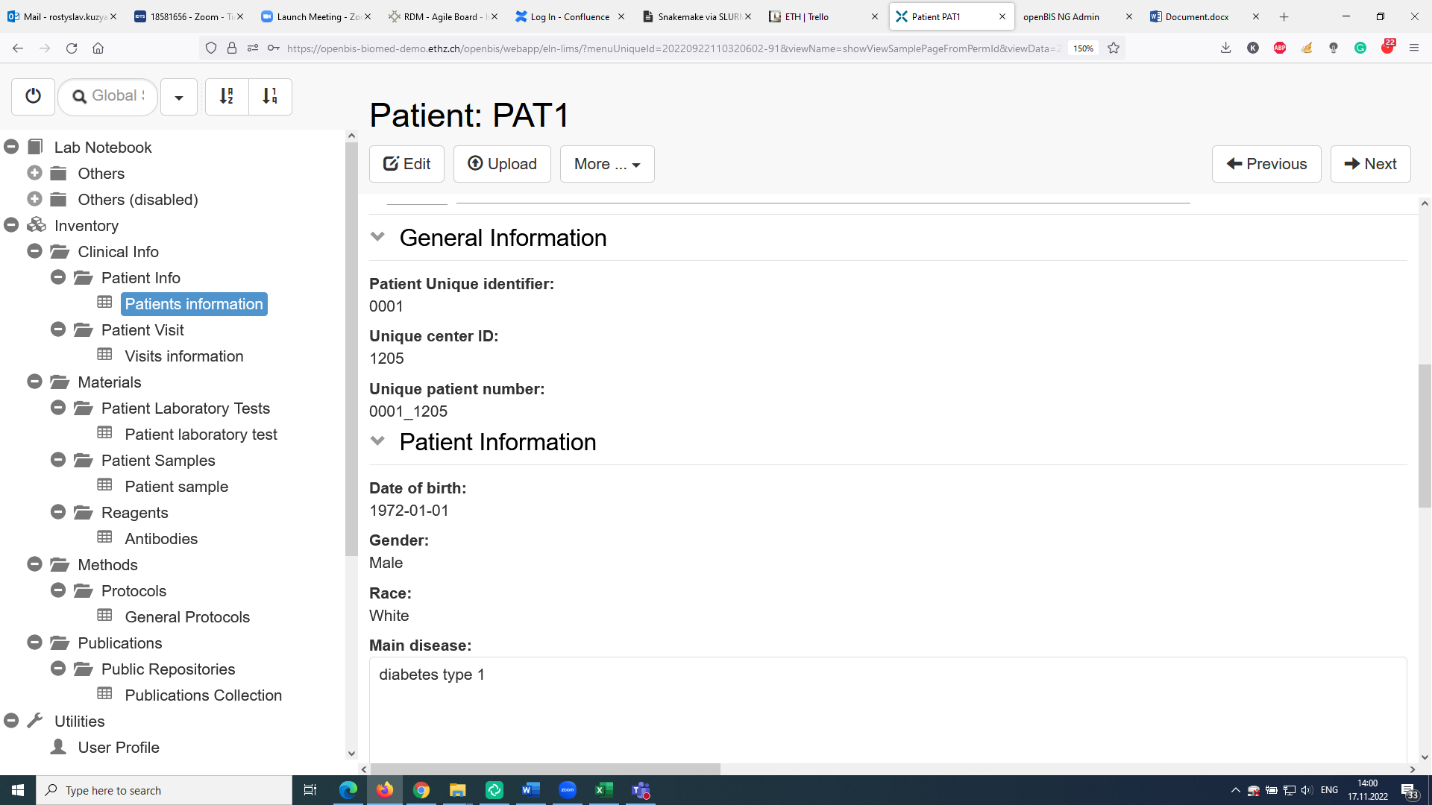 Mail - rostyslav.kuzya
18581656 - Zoom - Ti
Launch Meeting - Zo
RDM - Agile Board -
Log In - Confluence
Snakemake via SLURM
ETH | Trello
Patient PAT1
openBIS NG Admin
Document.docx
https://openbis-biomed-demo.ethz.ch/openbis/webapp/eln-lims/?menuUniqueId=20220922110320602-91&viewName=showViewSamplePageFromPermId&viewData=2
150%
K
ABP
22
Global S
Patient: PAT1
Edit
Upload
More ...
Previous
Next
Lab Notebook
Others
Others (disabled)
Inventory
Clinical Info
Patient Info
Patients information
Patient Visit
Visits information
Materials
Patient Laboratory Tests
Patient laboratory test
Patient Samples
Patient sample
Reagents
Antibodies
Methods
Protocols
General Protocols
Publications
Public Repositories
Publications Collection
Utilities
User Profile
General Information
Patient Unique identifier:
0001
Unique center ID:
1205
Unique patient number:
0001_1205
Patient Information
Date of birth:
1972-01-01
Gender:
Male
Race:
White
Main disease:
diabetes type 1
Type here to search
ENG
14:00
17.11.2022
33